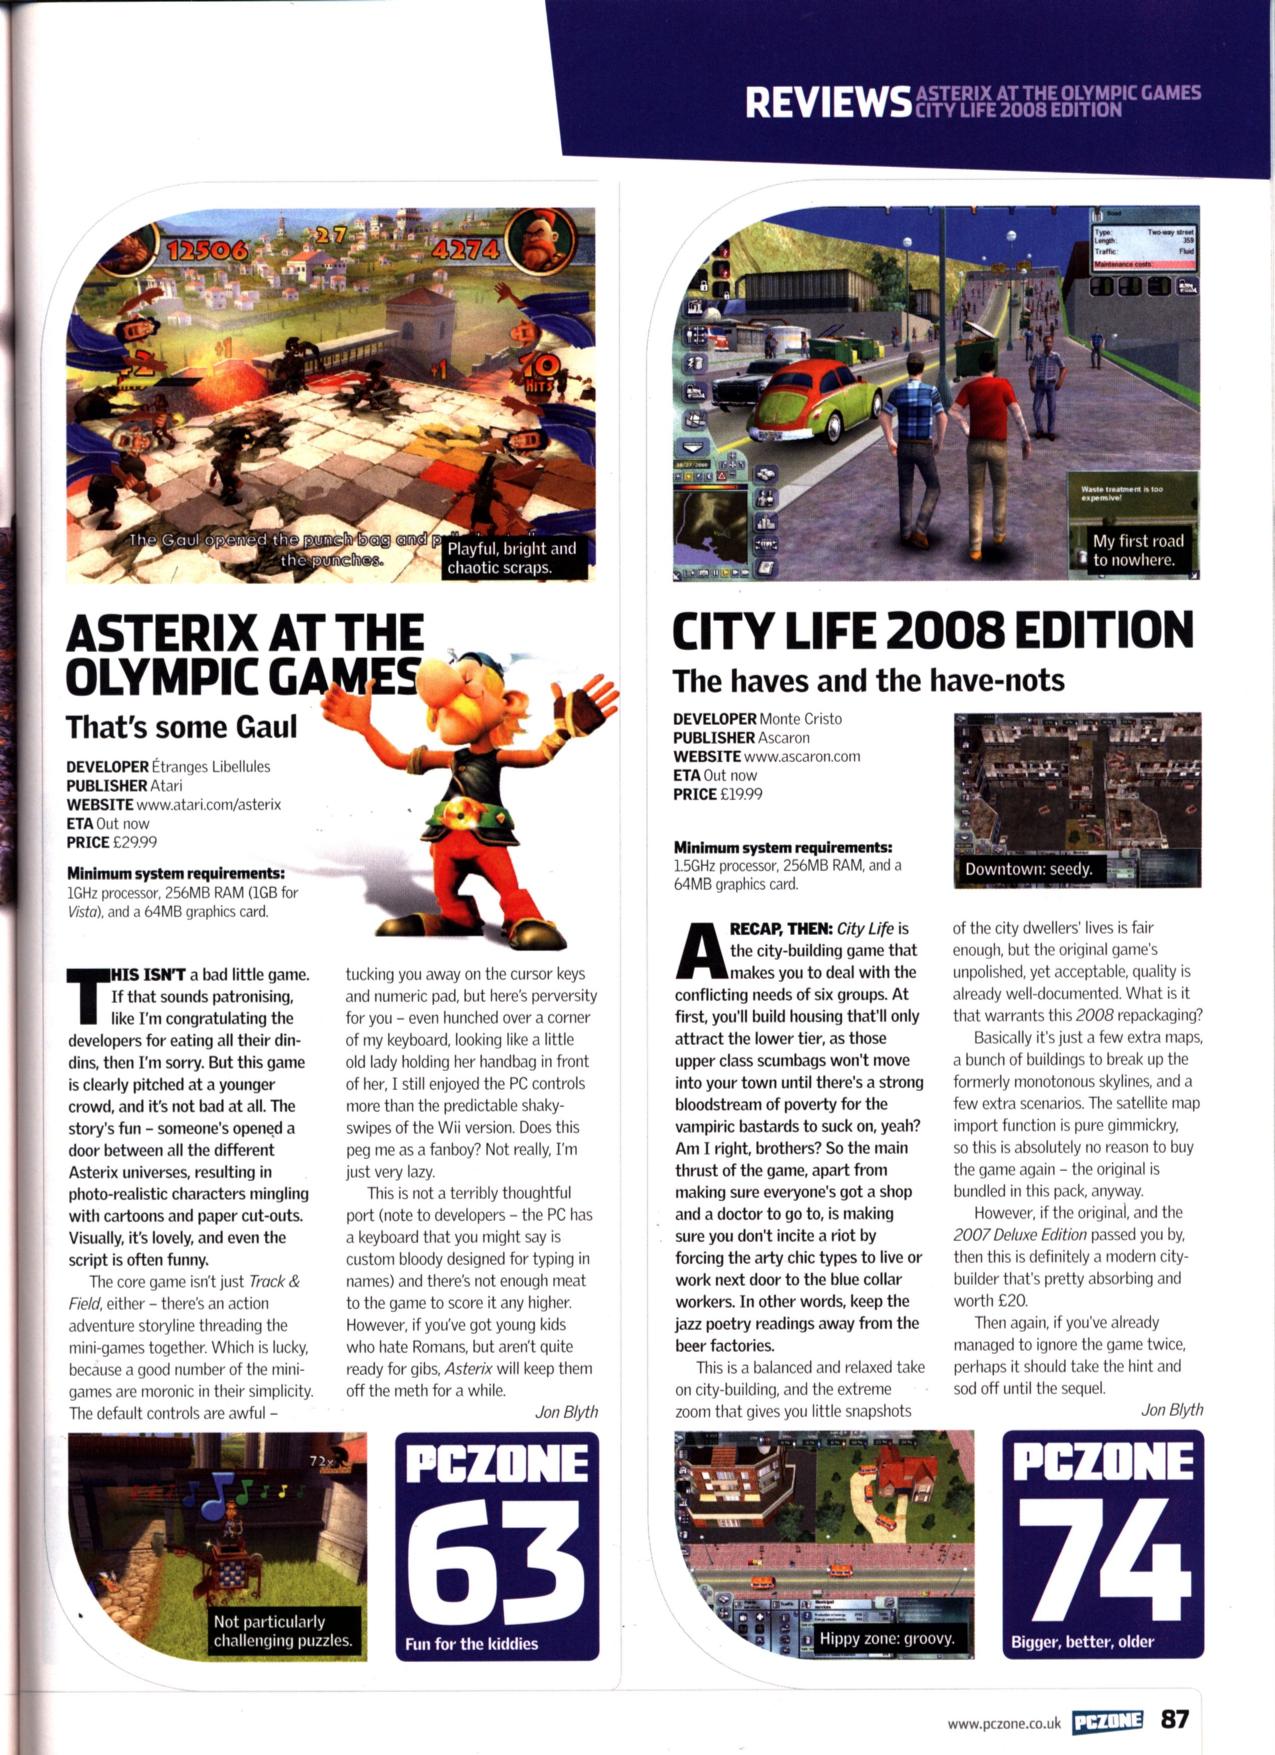 REVIEWS ASTERIX AT THE OLYMPIC GAMES
CITY LIFE 2008 EDITION
12506
27
4274
+1
+2
+1
10
HITS
The Gaul opened the punch bag and
the punches.
Playful, bright and
chaotic scraps.
ASTERIX AT THE
OLYMPIC GAMES
That's some Gaul
DEVELOPER Étranges Libellules
PUBLISHER Atari
WEBSITE www.atari.com/asterix
ETA Out now
PRICE £29.99
Minimum system requirements:
1GHz processor, 256MB RAM (1GB for
Vista), and a 64MB graphics card.
THIS ISN'T a bad little game.
If that sounds patronising,
like I'm congratulating the
developers for eating all their din-
dins, then I'm sorry. But this game
is clearly pitched at a younger
crowd, and it's not bad at all. The
story's fun – someone's opened a
door between all the different
Asterix universes, resulting in
photo-realistic characters mingling
with cartoons and paper cut-outs.
Visually, it's lovely, and even the
script is often funny.
The core game isn't just Track &
Field, either – there's an action
adventure storyline threading the
mini-games together. Which is lucky,
because a good number of the mini-
games are moronic in their simplicity.
The default controls are awful –
tucking you away on the cursor keys
and numeric pad, but here's perversity
for you – even hunched over a corner
of my keyboard, looking like a little
old lady holding her handbag in front
of her, I still enjoyed the PC controls
more than the predictable shaky-
swipes of the Wii version. Does this
peg me as a fanboy? Not really, I'm
just very lazy.
This is not a terribly thoughtful
port (note to developers – the PC has
a keyboard that you might say is
custom bloody designed for typing in
names) and there's not enough meat
to the game to score it any higher.
However, if you've got young kids
who hate Romans, but aren't quite
ready for gibs, Asterix will keep them
off the meth for a while.
Jon Blyth
72x
Not particularly
challenging puzzles.
PCZONE
63
Fun for the kiddies
Road
Type: Two-way street
Length: 359
Traffic: Fluid
Maintenance costs:
Waste treatment is too
expensive!
My first road
to nowhere.
CITY LIFE 2008 EDITION
The haves and the have-nots
DEVELOPER Monte Cristo
PUBLISHER Ascaron
WEBSITE www.ascaron.com
ETA Out now
PRICE £19.99
Minimum system requirements:
1.5GHz processor, 256MB RAM, and a
64MB graphics card.
Downtown: seedy.
A RECAP, THEN: City Life is
the city-building game that
makes you to deal with the
conflicting needs of six groups. At
first, you'll build housing that'll only
attract the lower tier, as those
upper class scumbags won't move
into your town until there's a strong
bloodstream of poverty for the
vampiric bastards to suck on, yeah?
Am I right, brothers? So the main
thrust of the game, apart from
making sure everyone's got a shop
and a doctor to go to, is making
sure you don't incite a riot by
forcing the arty chic types to live or
work next door to the blue collar
workers. In other words, keep the
jazz poetry readings away from the
beer factories.
This is a balanced and relaxed take
on city-building, and the extreme
zoom that gives you little snapshots
of the city dwellers' lives is fair
enough, but the original game's
unpolished, yet acceptable, quality is
already well-documented. What is it
that warrants this 2008 repackaging?
Basically it's just a few extra maps,
a bunch of buildings to break up the
formerly monotonous skylines, and a
few extra scenarios. The satellite map
import function is pure gimmickry,
so this is absolutely no reason to buy
the game again – the original is
bundled in this pack, anyway.
However, if the original, and the
2007 Deluxe Edition passed you by,
then this is definitely a modern city-
builder that's pretty absorbing and
worth £20.
Then again, if you've already
managed to ignore the game twice,
perhaps it should take the hint and
sod off until the sequel.
Jon Blyth
Hippy zone: groovy.
PCZONE
74
Bigger, better, older
www.pczone.co.uk PCZONE 87